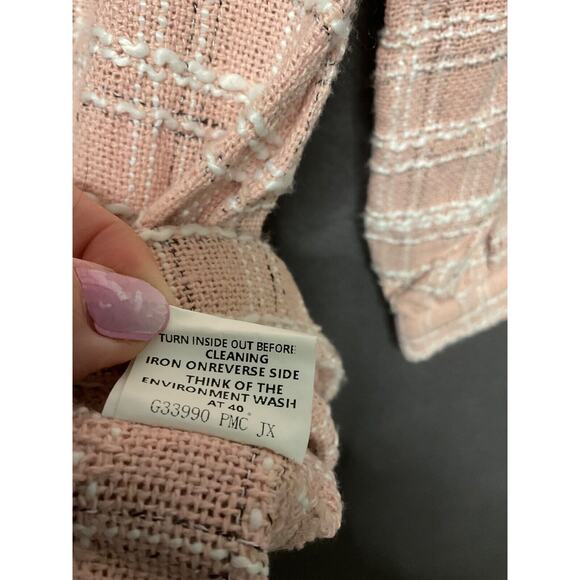 TURN INSIDE OUT BEFORE
CLEANING
IRON ONREVERSE SIDE
THINK OF THE
ENVIRONMENT WASH
AT 40°
G33990 PMC JX